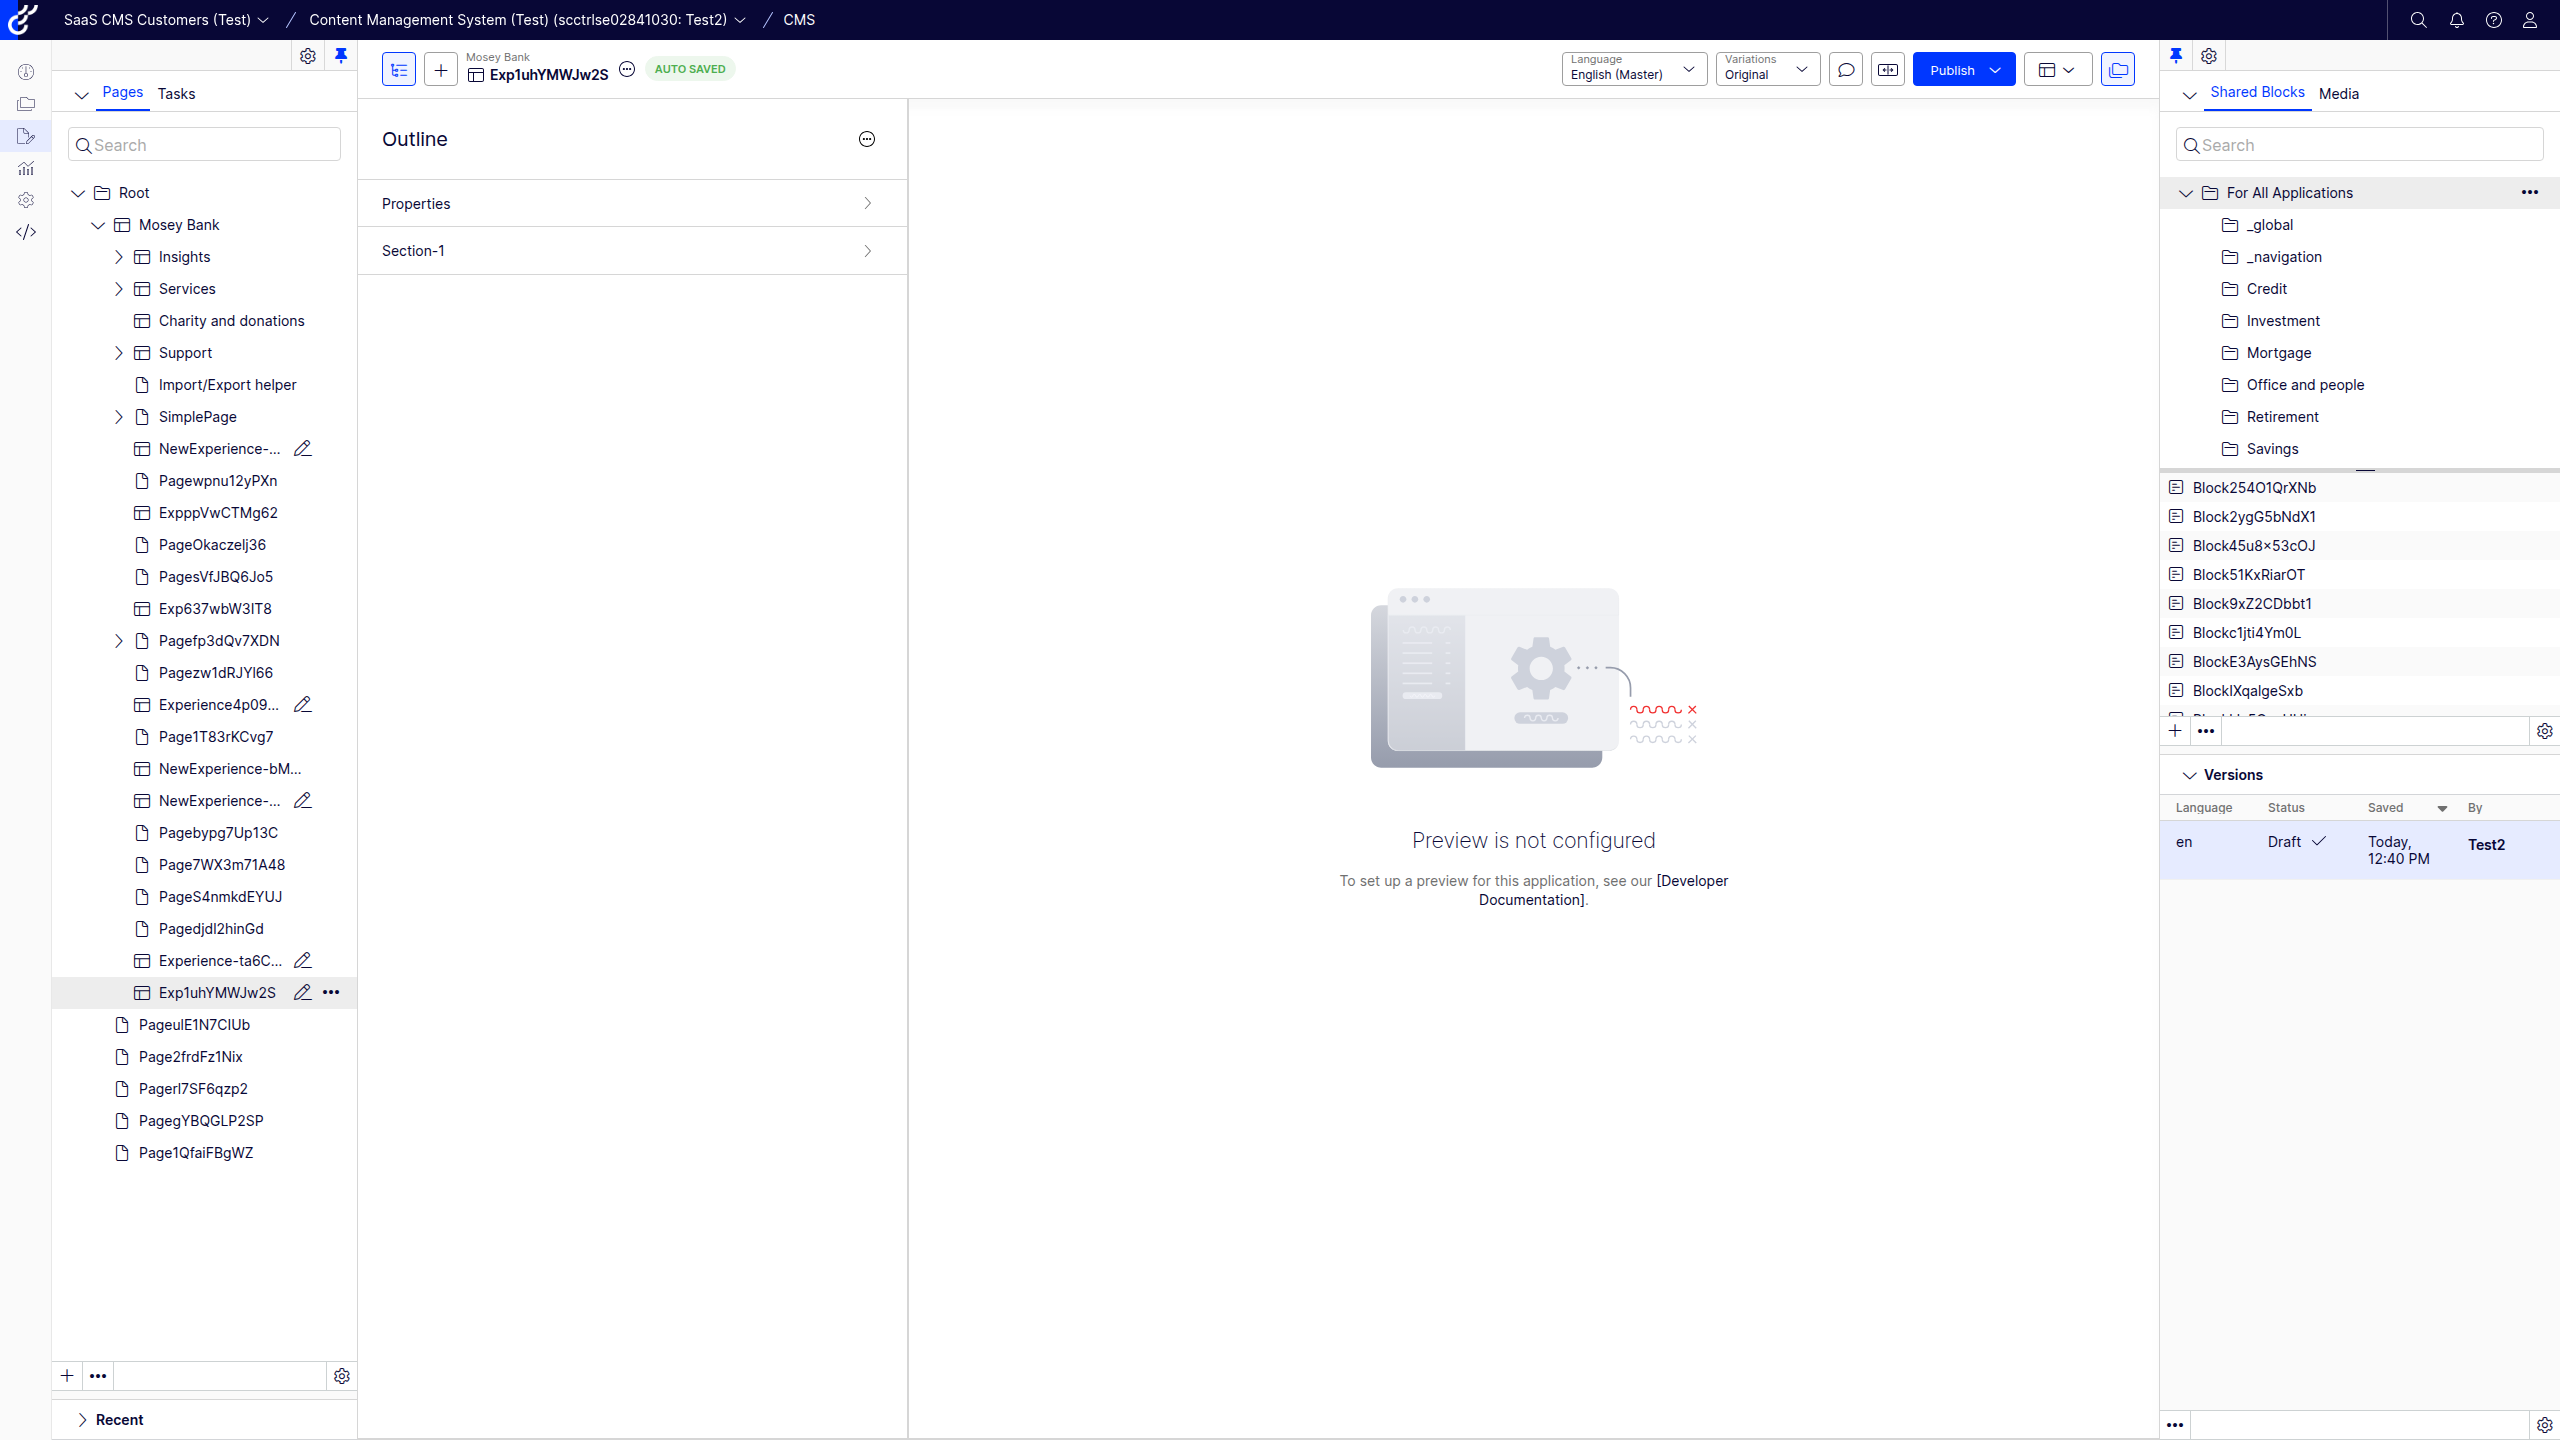 SaaS CMS Customers (Test)
Content Management System (Test) (scctrlse02841030: Test2)
CMS
Pages
Tasks
Search
Root
Mosey Bank
Insights
Services
Charity and donations
Support
Import/Export helper
SimplePage
NewExperience-...
Pagewpnu12yPXn
ExpppVwCTMg62
PageOkaczelj36
PagesVfJBQ6Jo5
Exp637wbW3IT8
Pagefp3dQv7XDN
Pagezw1dRJYl66
Experience4p09...
Page1T83rKCvg7
NewExperience-bM...
NewExperience-...
Pagebypg7Up13C
Page7WX3m71A48
PageS4nmkdEYUJ
Pagedjdl2hinGd
Experience-ta6C...
Exp1uhYMWJw2S
PageulE1N7ClUb
Page2frdFz1Nix
Pagerl7SF6qzp2
PagegYBQGLP2SP
Page1QfaiFBgWZ
Recent
Mosey Bank
Exp1uhYMWJw2S
AUTO SAVED
Language
English (Master)
Variations
Original
Publish
Outline
Properties
Section-1
Preview is not configured
To set up a preview for this application, see our [Developer
Documentation].
Shared Blocks
Media
Search
For All Applications
_global
_navigation
Credit
Investment
Mortgage
Office and people
Retirement
Savings
Block254O1QrXNb
Block2ygG5bNdX1
Block45u8×53cOJ
Block51KxRiarOT
Block9xZ2CDbbt1
Blockc1jti4Ym0L
BlockE3AysGEhNS
BlockIXqaIgeSxb
Versions
Language Status Saved By
en Draft Today, 12:40 PM Test2